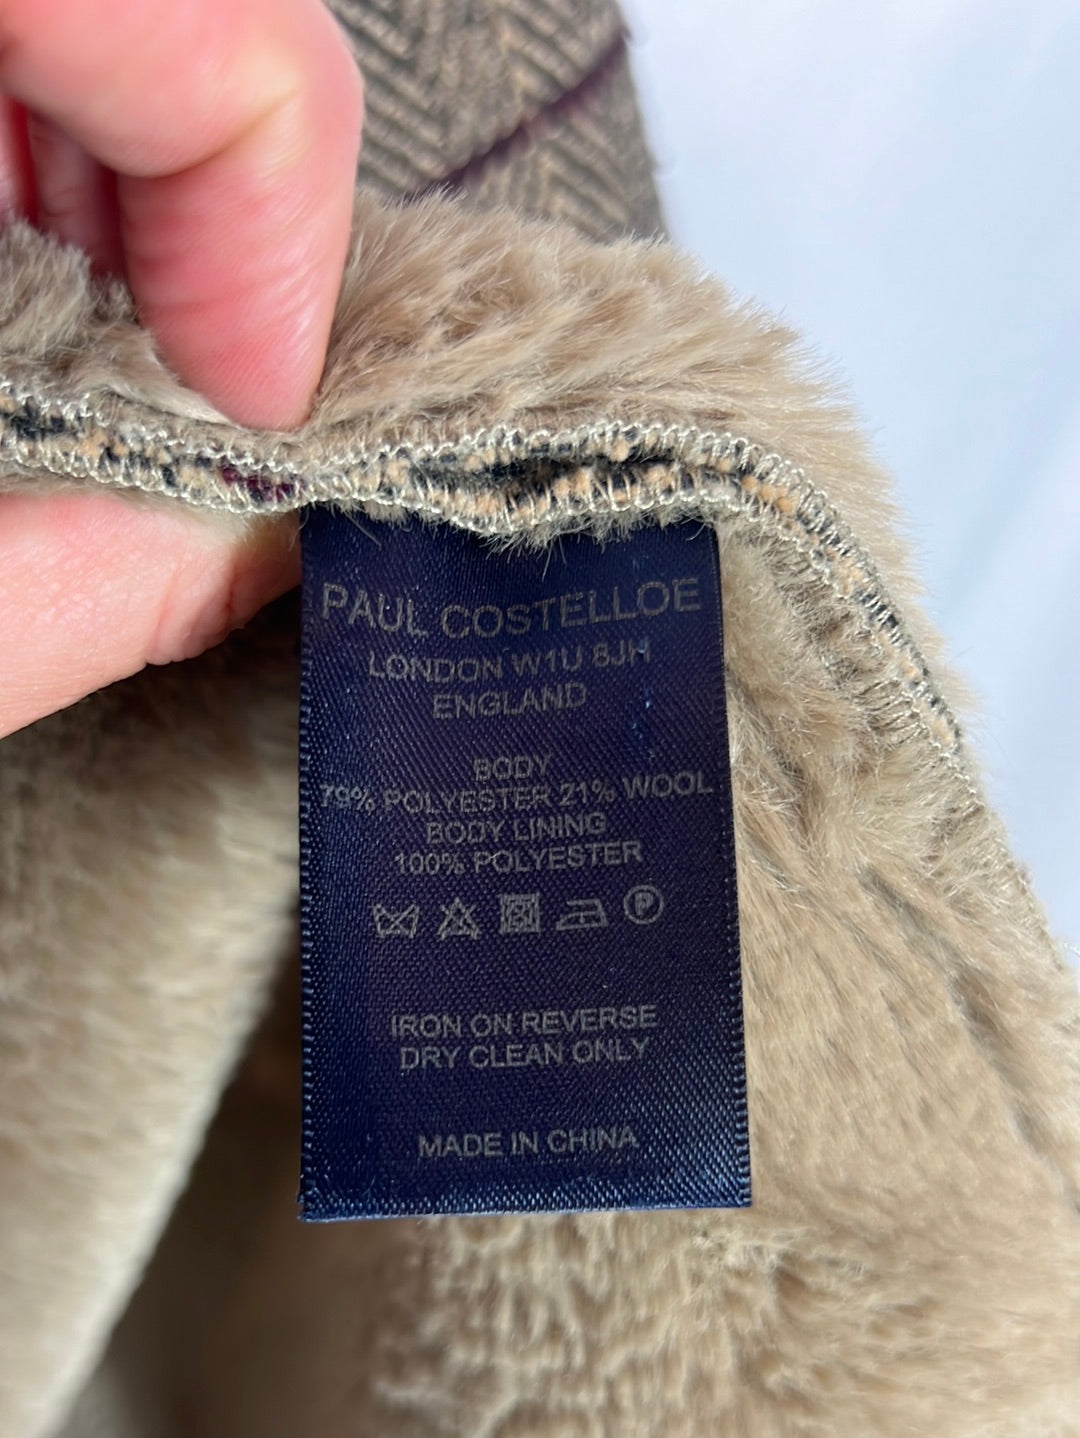 PAUL COSTELLOE
LONDON W1U 8JH
ENGLAND
BODY
79% POLYESTER 21% WOOL
BODY LINING
100% POLYESTER
P
IRON ON REVERSE
DRY CLEAN ONLY
MADE IN CHINA